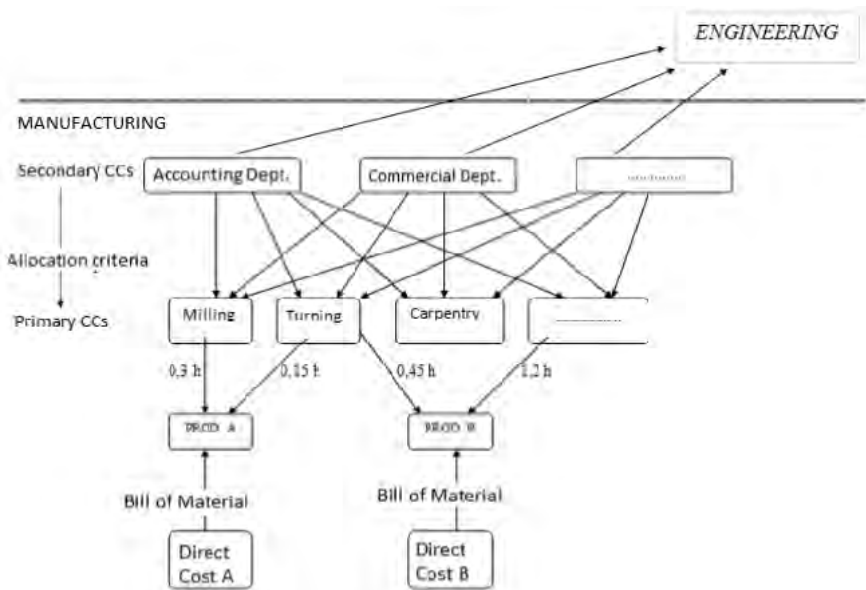 ENGINEERING
MANUFACTURING
Secondary CCs
Accounting Dept.
Commercial Dept.
Allocation criteria
Primary CCs
Milling
Turning
Carpentry
0,3 h
0,15 h
0,45 h
1,2 h
PROD. A
PROD. B
Bill of Material
Bill of Material
Direct
Cost A
Direct
Cost B